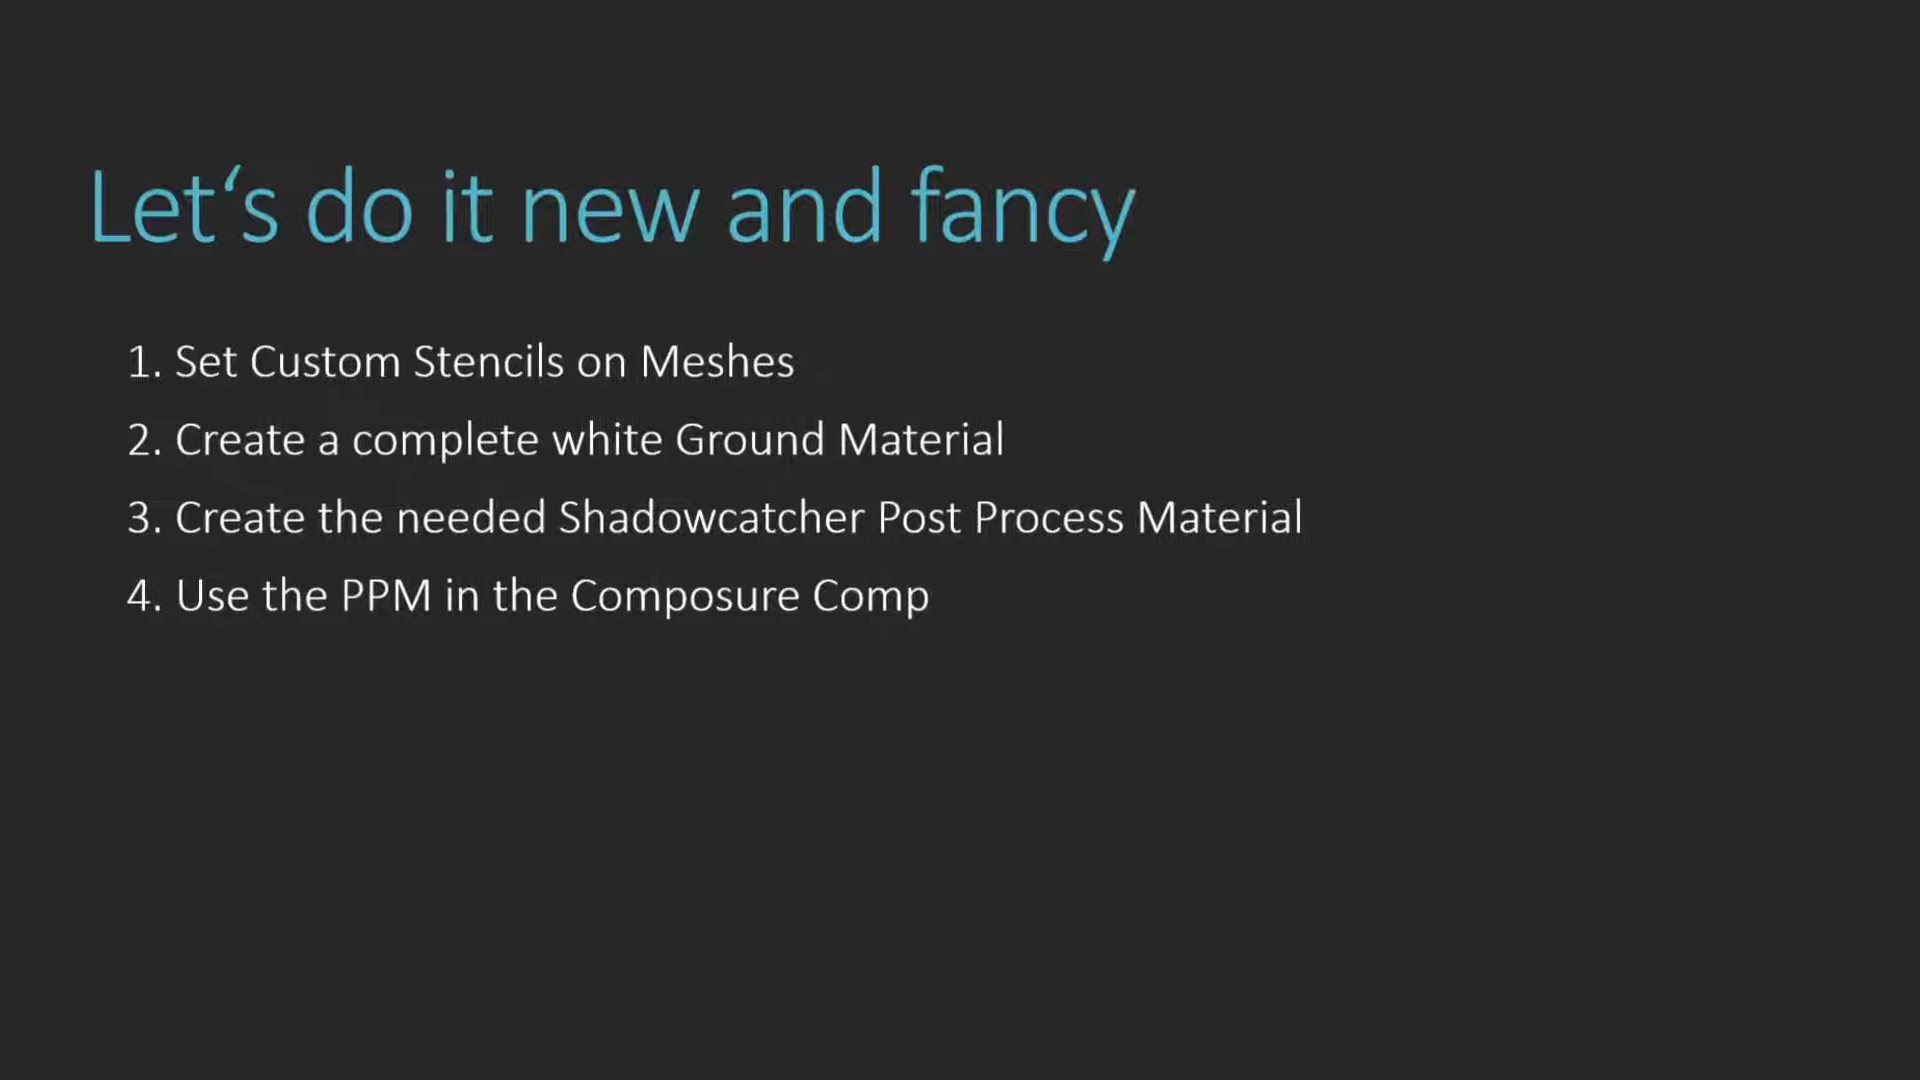 Let‘s do it new and fancy
1. Set Custom Stencils on Meshes
2. Create a complete white Ground Material
3. Create the needed Shadowcatcher Post Process Material
4. Use the PPM in the Composure Comp